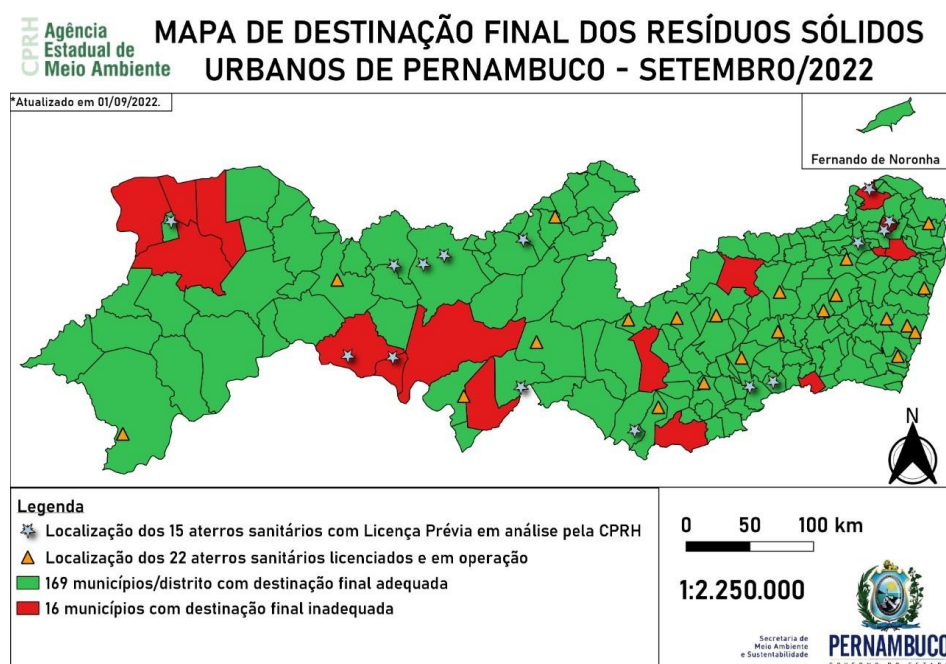 CPRH
Agência
Estadual de
Meio Ambiente
MAPA DE DESTINAÇÃO FINAL DOS RESÍDUOS SÓLIDOS
URBANOS DE PERNAMBUCO - SETEMBRO/2022
*Atualizado em 01/09/2022.
Fernando de Noronha
N
Legenda
Localização dos 15 aterros sanitários com Licença Prévia em análise pela CPRH
Localização dos 22 aterros sanitários licenciados e em operação
169 municípios/distrito com destinação final adequada
16 municípios com destinação final inadequada
0 50 100 km
1:2.250.000
Secretaria de
Meio Ambiente
e Sustentabilidade
PERNAMBUCO
GOVERNO DO ESTADO